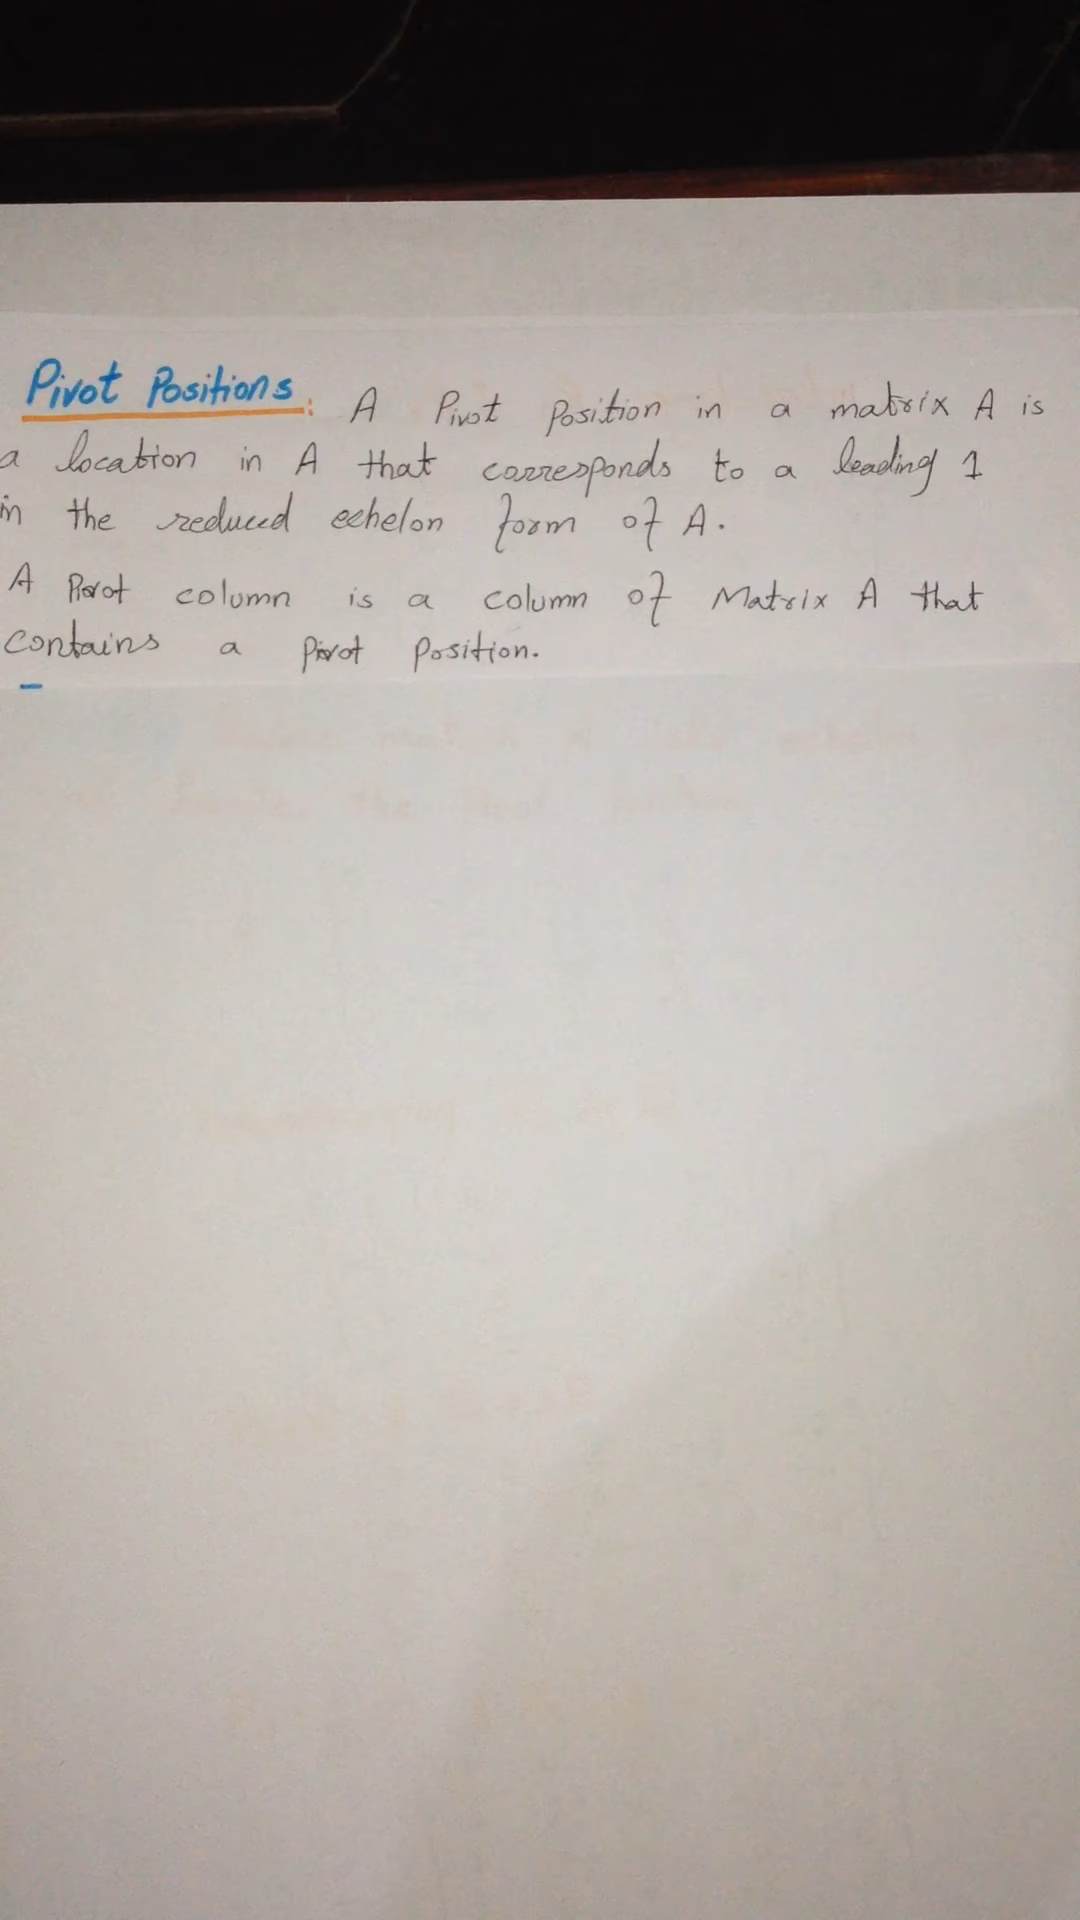 Pivot Positions: A Pivot Position in a matrix A is
a location in A that corresponds to a leading 1
in the reduced echelon form of A.
A Pivot column is a column of Matrix A that
contains a pivot position.